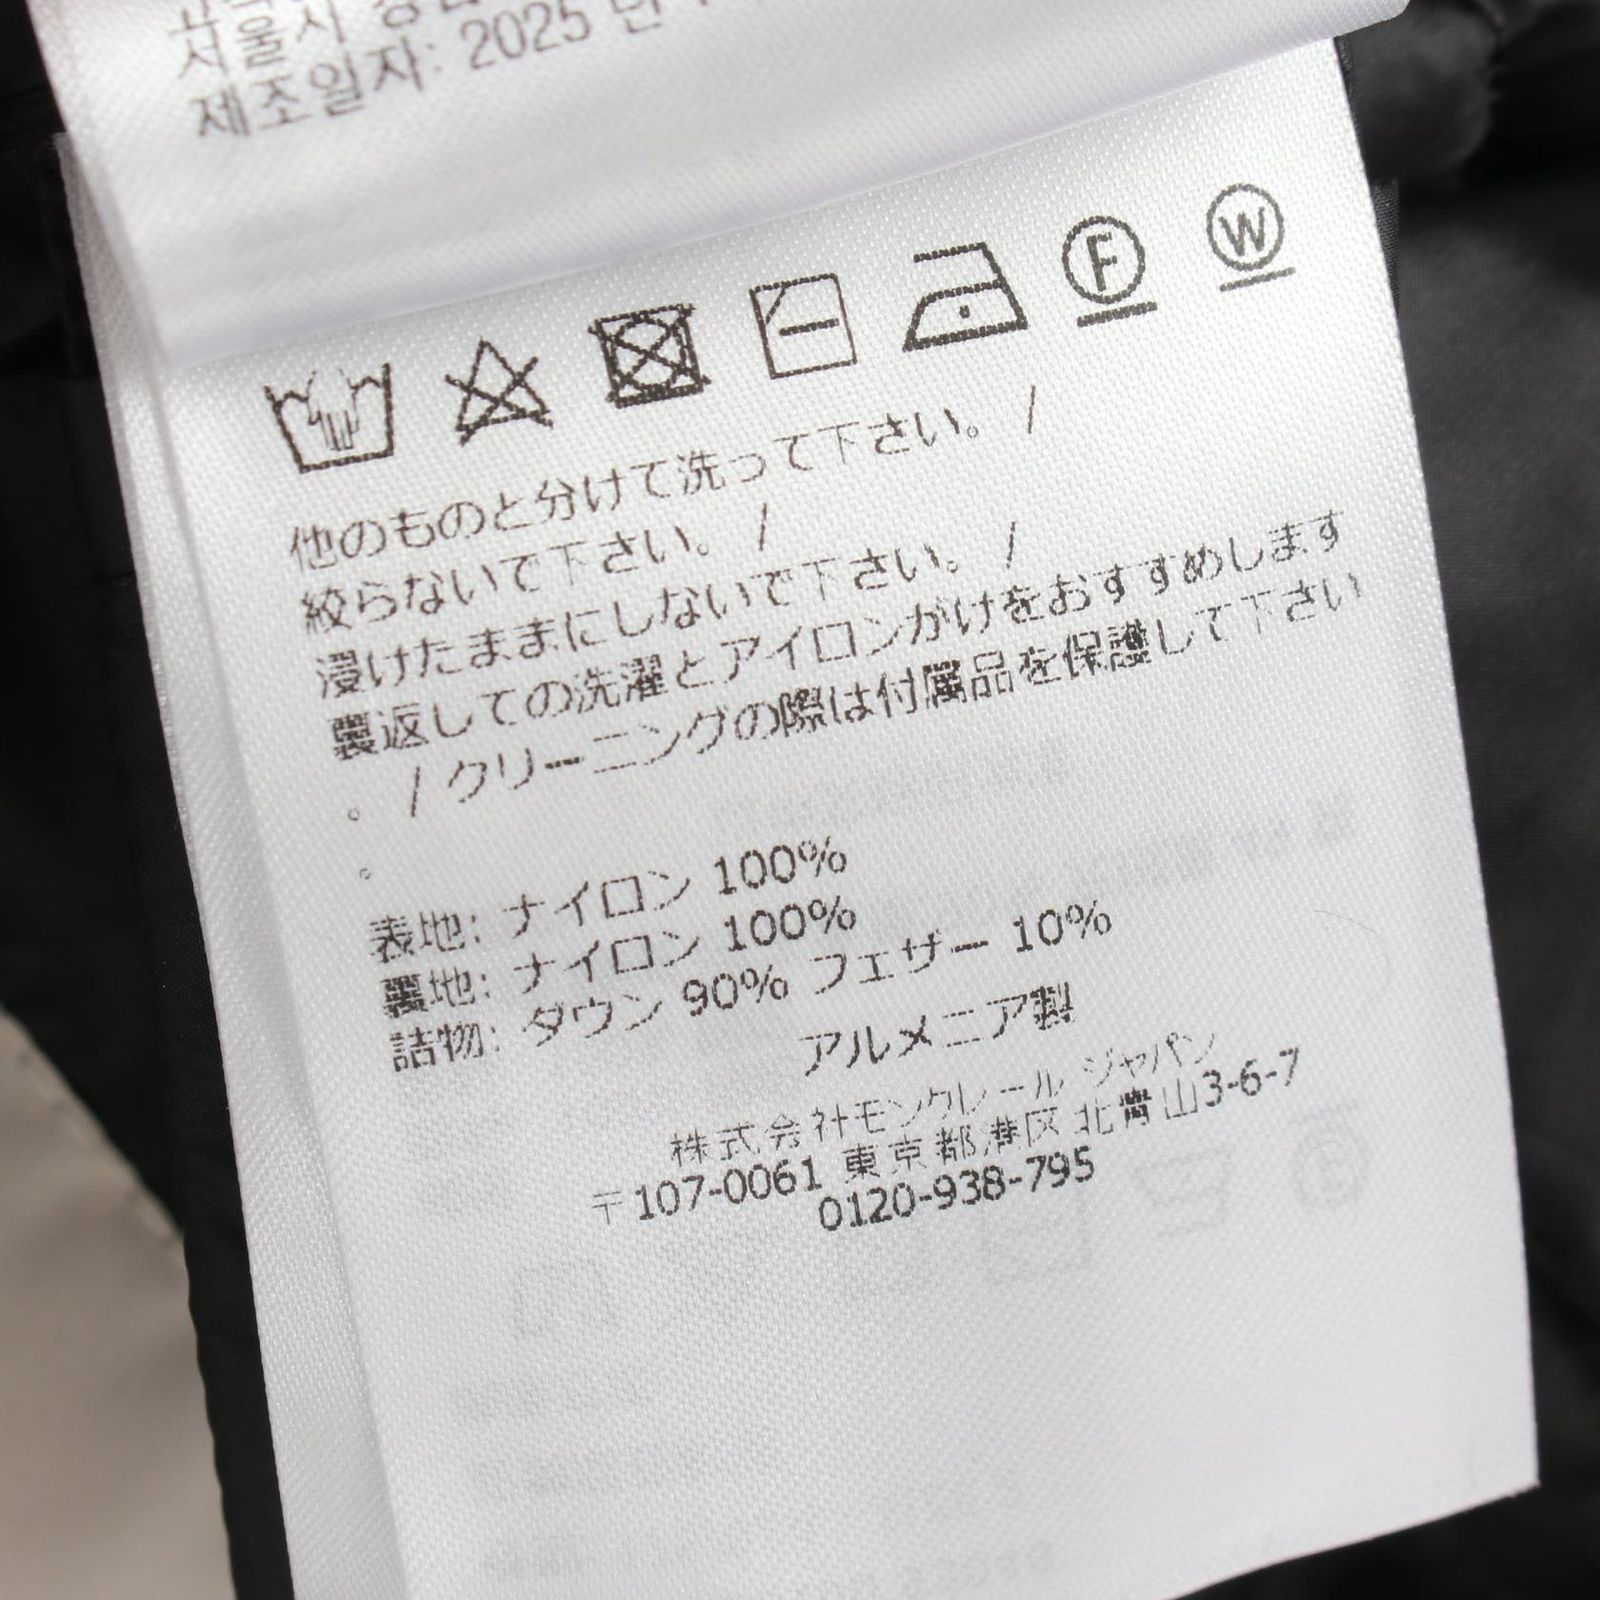 서울시 강남
제조일자: 2025 년
F
W
他のものと分けて洗って下さい。 /
絞らないで下さい。 /
浸けたままにしないで下さい。 /
裏返しての洗濯とアイロンがけをおすすめします
。 / クリーニングの際は付属品を保護して下さい
。
表地: ナイロン 100%
裏地: ナイロン 100%
詰物: ダウン 90% フェザー 10%
アルメニア製
株式会社モンクレール ジャパン
〒107-0061 東京都港区 北青山3-6-7
0120-938-795